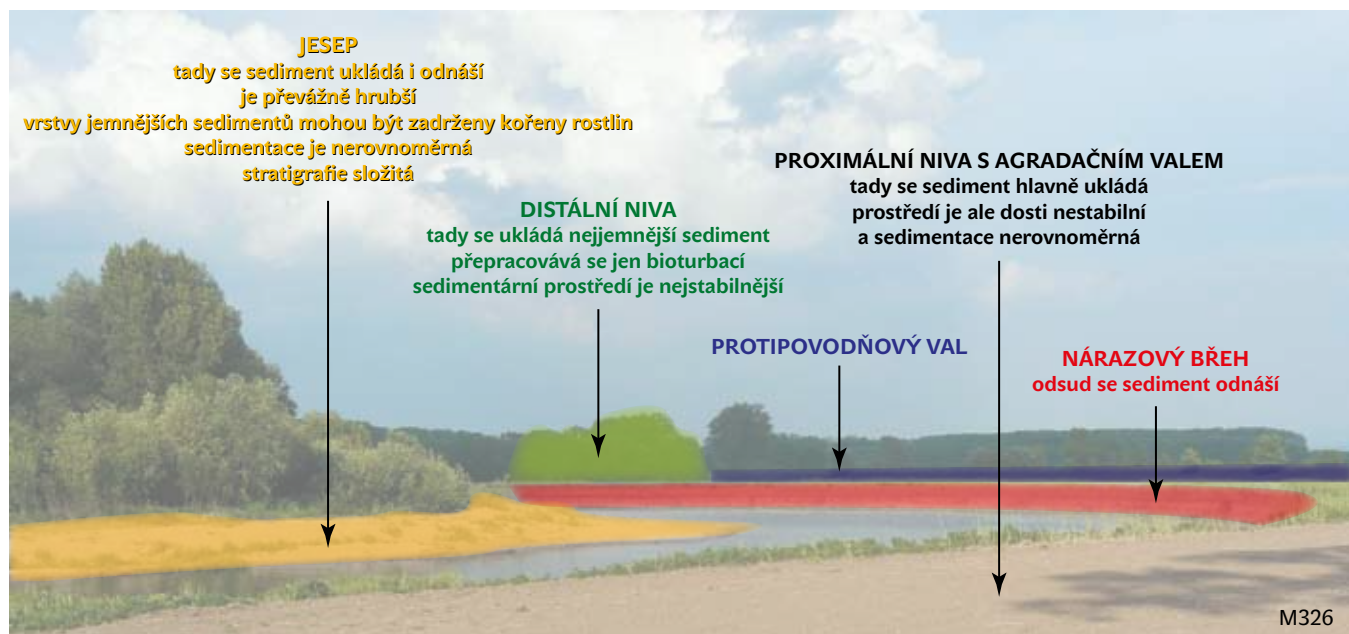 JESEP
tady se sediment ukládá i odnáší
je převážně hrubší
vrstvy jemnějších sedimentů mohou být zadrženy kořeny rostlin
sedimentace je nerovnoměrná
stratigrafie složitá
DISTÁLNÍ NIVA
tady se ukládá nejjemnější sediment
přepracovává se jen bioturbací
sedimentární prostředí je nejstabilnější
PROXIMÁLNÍ NIVA S AGRADAČNÍM VALEM
tady se sediment hlavně ukládá
prostředí je ale dosti nestabilní
a sedimentace nerovnoměrná
PROTIPOVODŇOVÝ VAL
NÁRAZOVÝ BŘEH
odsud se sediment odnáší
M326